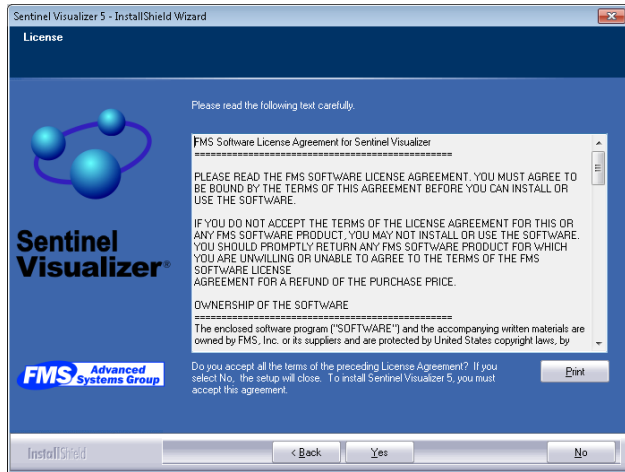 Sentinel Visualizer 5 - InstallShield Wizard
License
Please read the following text carefully.
FMS Software License Agreement for Sentinel Visualizer
================================================
PLEASE READ THE FMS SOFTWARE LICENSE AGREEMENT. YOU MUST AGREE TO
BE BOUND BY THE TERMS OF THIS AGREEMENT BEFORE YOU CAN INSTALL OR
USE THE SOFTWARE.
IF YOU DO NOT ACCEPT THE TERMS OF THE LICENSE AGREEMENT FOR THIS OR
ANY FMS SOFTWARE PRODUCT, YOU MAY NOT INSTALL OR USE THE SOFTWARE.
YOU SHOULD PROMPTLY RETURN ANY FMS SOFTWARE PRODUCT FOR WHICH
YOU ARE UNWILLING OR UNABLE TO AGREE TO THE TERMS OF THE FMS
SOFTWARE LICENSE
AGREEMENT FOR A REFUND OF THE PURCHASE PRICE.
OWNERSHIP OF THE SOFTWARE
================================================
The enclosed software program ("SOFTWARE") and the accompanying written materials are
owned by FMS, Inc. or its suppliers and are protected by United States copyright laws, by
Sentinel
Visualizer®
FMS Advanced
Systems Group
Do you accept all the terms of the preceding License Agreement? If you
select No, the setup will close. To install Sentinel Visualizer 5, you must
accept this agreement.
Print
InstallShield
< Back
Yes
No